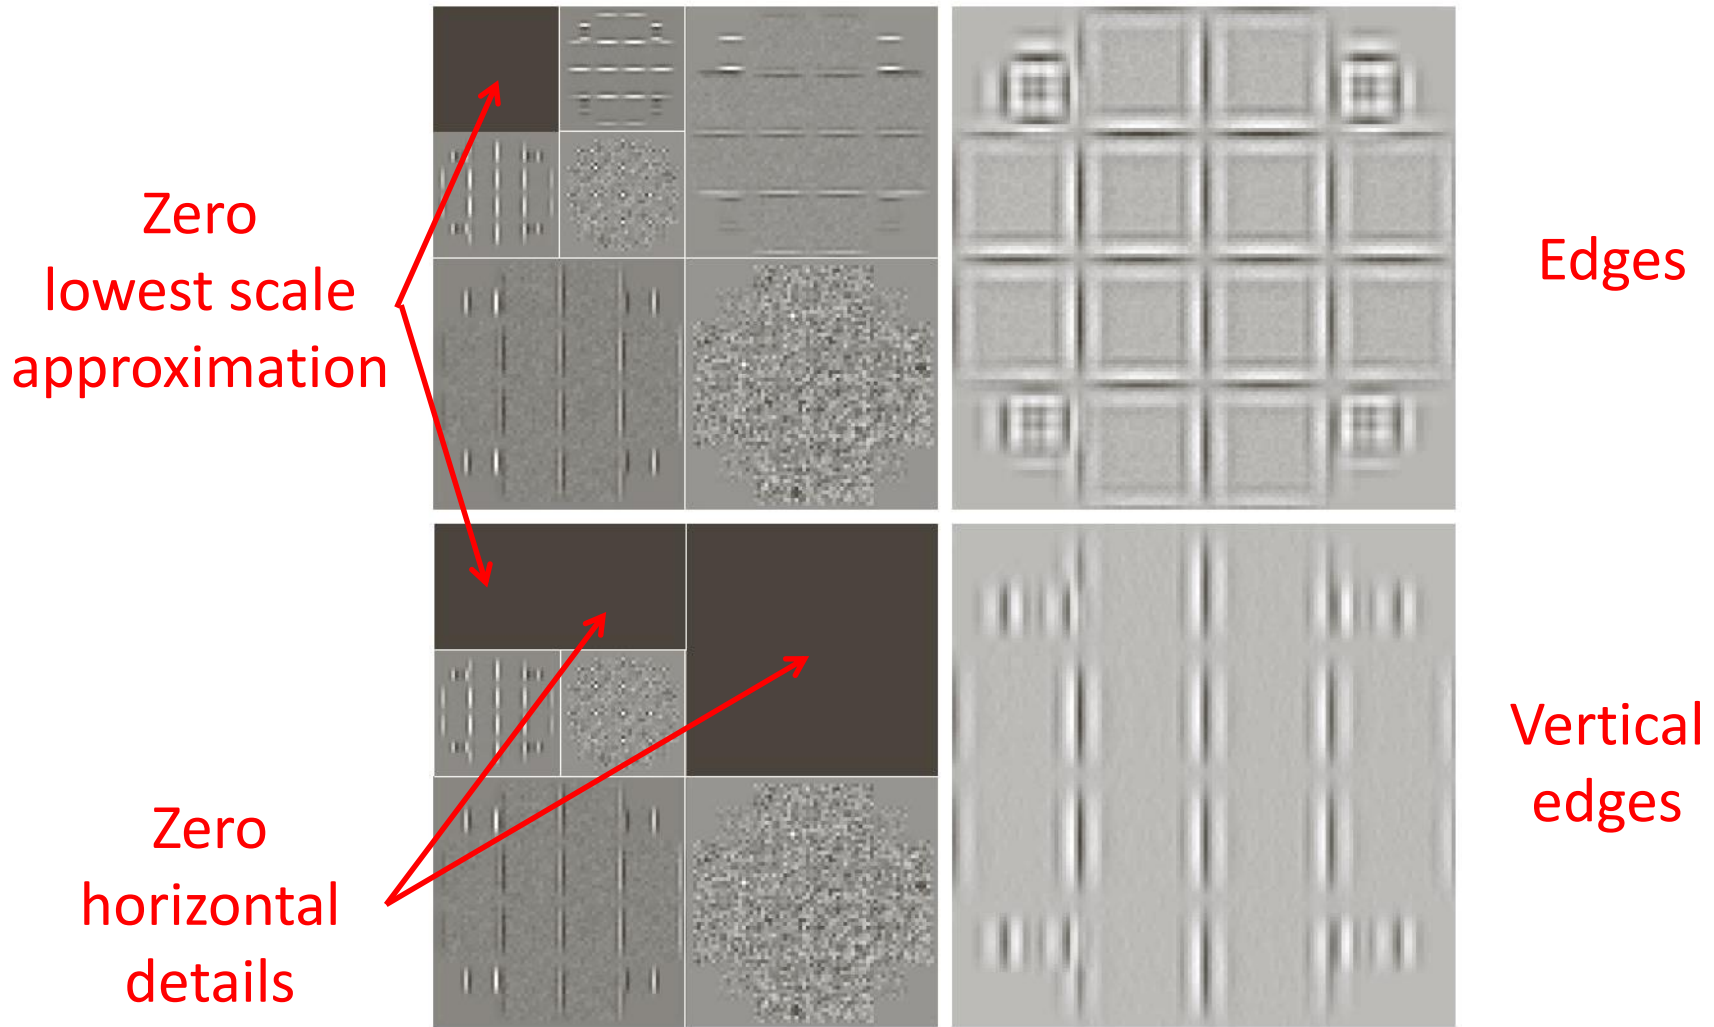 Zero
lowest scale
approximation
Edges
Zero
horizontal
details
Vertical
edges